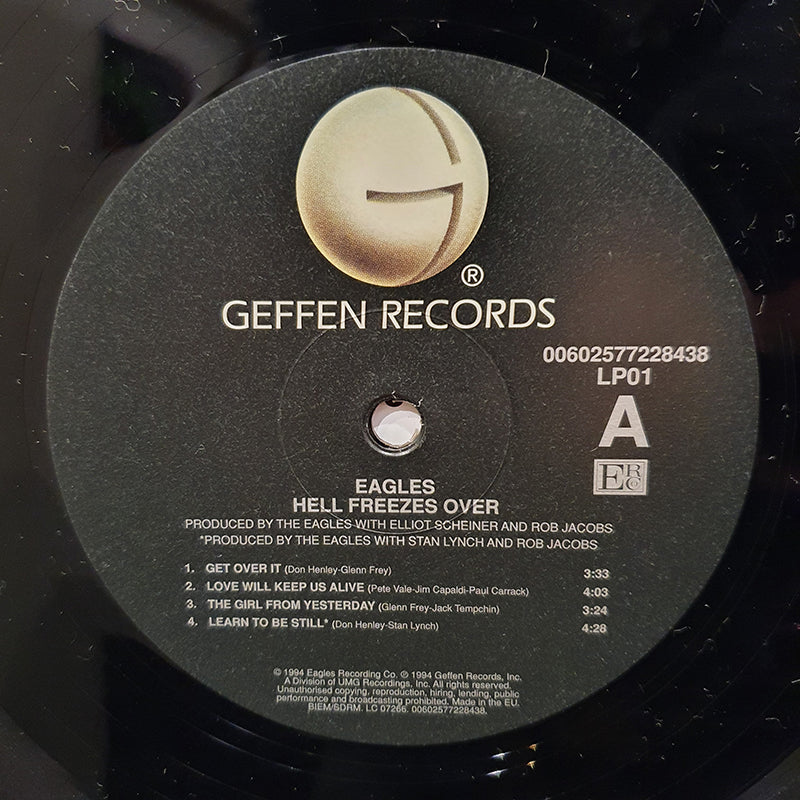 G
®
GEFFEN RECORDS
00602577228438
LP01
A
ERC
EAGLES
HELL FREEZES OVER
PRODUCED BY THE EAGLES WITH ELLIOT SCHEINER AND ROB JACOBS
*PRODUCED BY THE EAGLES WITH STAN LYNCH AND ROB JACOBS
1. GET OVER IT (Don Henley-Glenn Frey) 3:33
2. LOVE WILL KEEP US ALIVE (Pete Vale-Jim Capaldi-Paul Carrack) 4:03
3. THE GIRL FROM YESTERDAY (Glenn Frey-Jack Tempchin) 3:24
4. LEARN TO BE STILL* (Don Henley-Stan Lynch) 4:28
© 1994 Eagles Recording Co. ℗ 1994 Geffen Records, Inc.
A Division of UMG Recordings, Inc. All rights reserved.
Unauthorised copying, reproduction, hiring, lending, public
performance and broadcasting prohibited. Made in the EU.
BIEM/SDRM. LC 07266. 00602577228438.